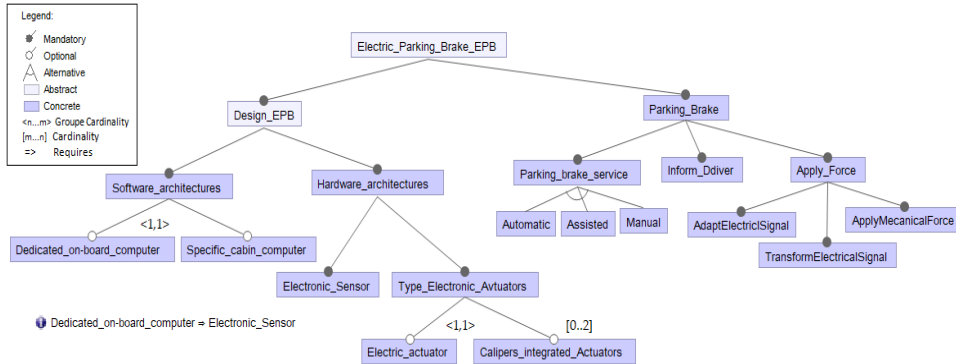 Legend:
Mandatory
Optional
Alternative
Abstract
Concrete
<n...m> Groupe Cardinality
[m...n] Cardinality
=> Requires
Electric_Parking_Brake_EPB
Design_EPB
Parking_Brake
Software_architectures
Hardware_architectures
Parking_brake_service
Inform_Ddiver
Apply_Force
<1,1>
Automatic
Assisted
Manual
AdaptElectriclSignal
ApplyMecanicalForce
Dedicated_on-board_computer
Specific_cabin_computer
TransformElectricalSignal
Electronic_Sensor
Type_Electronic_Avtuators
Dedicated_on-board_computer ⇒ Electronic_Sensor
<1,1>
[0..2]
Electric_actuator
Calipers_integrated_Actuators